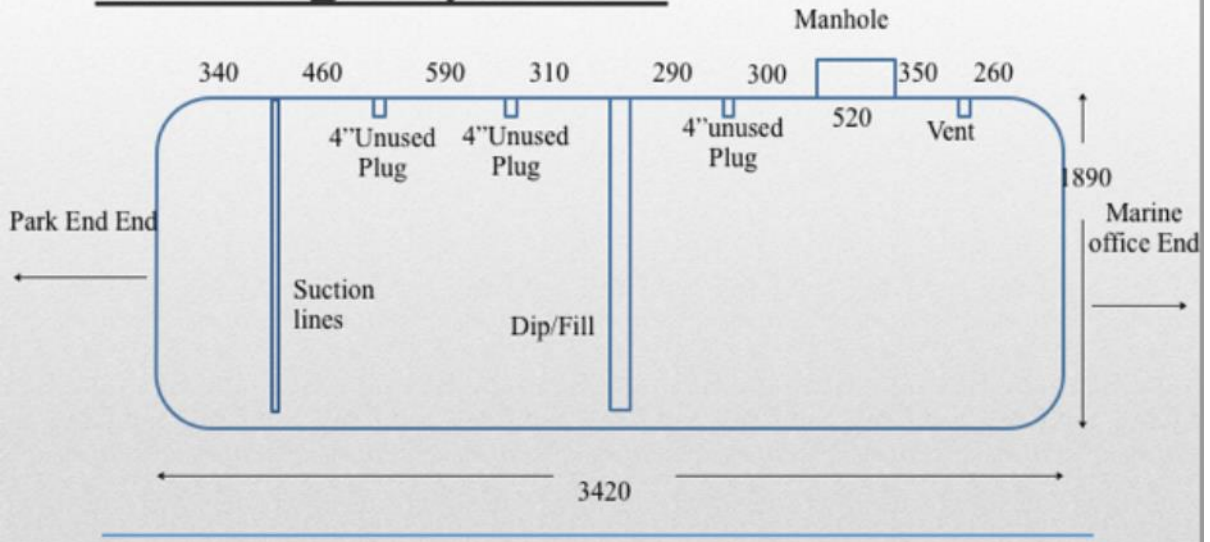 Manhole
340 460 590 310 290 300 350 260
520
4”Unused
Plug
4”Unused
Plug
4”unused
Plug
Vent
1890
Park End End
Marine
office End
Suction
lines
Dip/Fill
3420